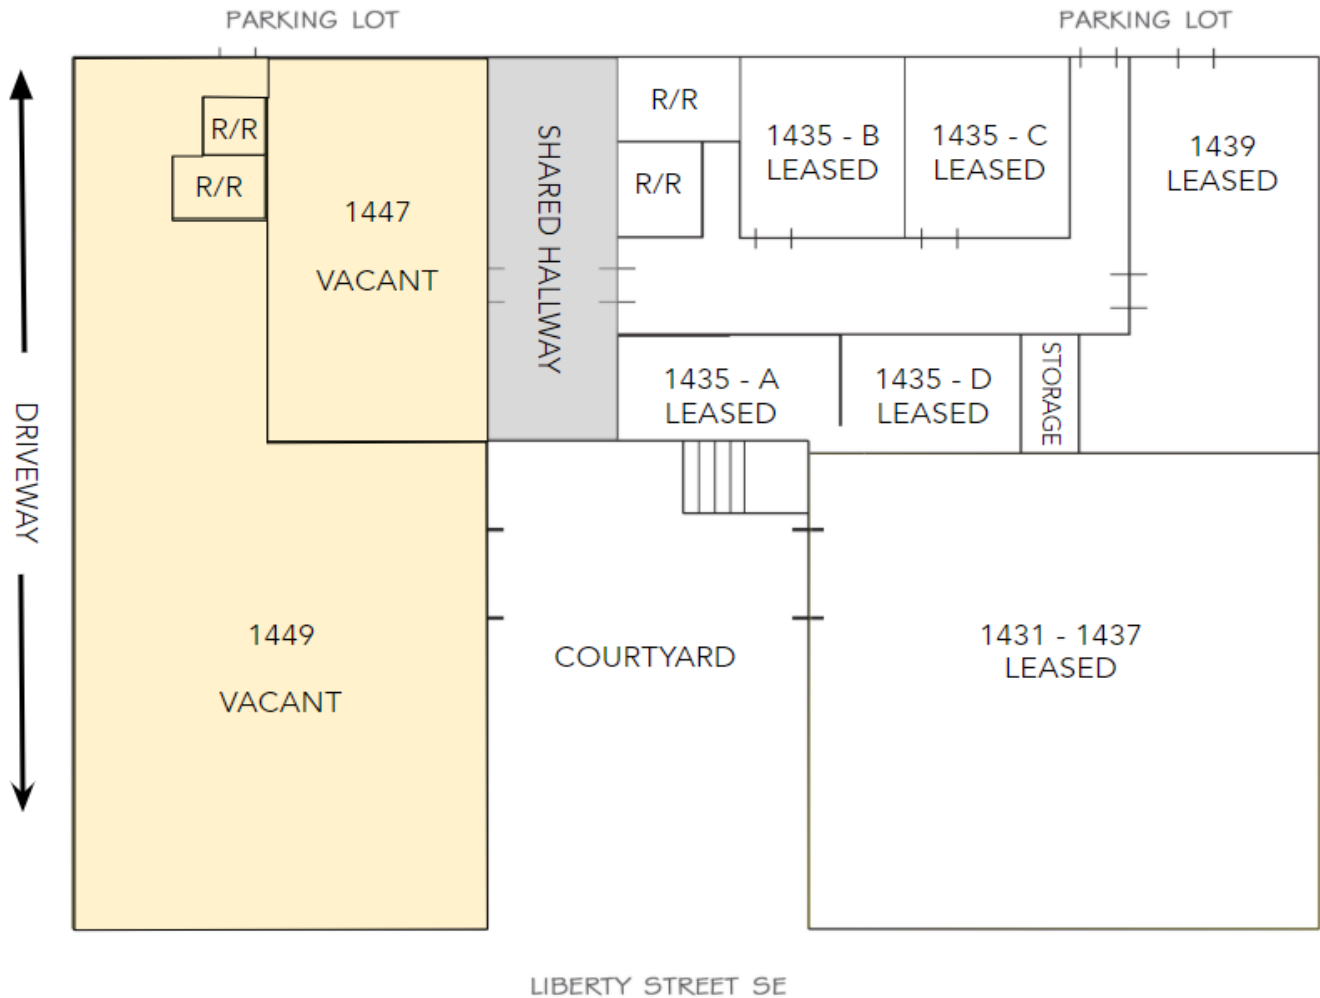 PARKING LOT
PARKING LOT
R/R
R/R
1447
VACANT
SHARED HALLWAY
R/R
R/R
1435 - B
LEASED
1435 - C
LEASED
1439
LEASED
DRIVEWAY
1435 - A
LEASED
1435 - D
LEASED
STORAGE
1449
VACANT
COURTYARD
1431 - 1437
LEASED
LIBERTY STREET SE